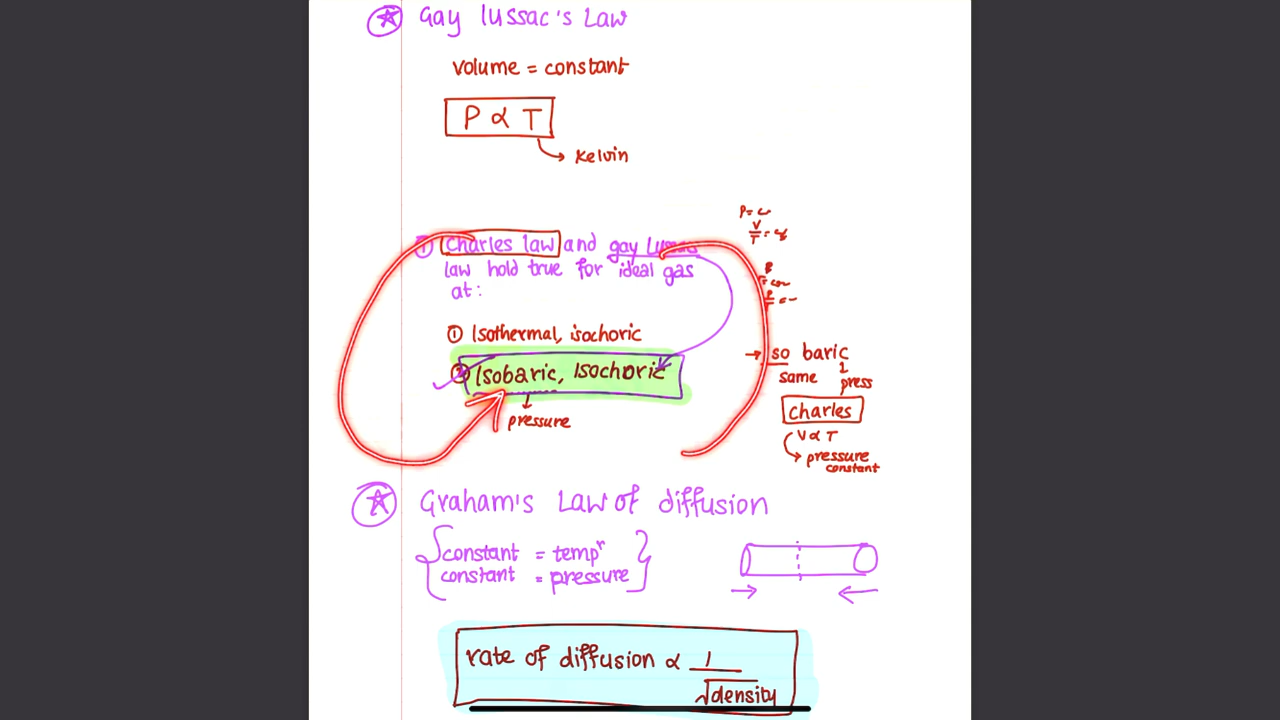 Gay lussac's Law
volume = constant
P ∝ T
Kelvin
① Charles law and gay
law hold true for ideal gas
at:
① Isothermal, isochoric
② Isobaric, Isochoric
pressure
P =
V/T =
→ so baric
same press
Charles
V ∝ T
pressure
constant
Graham's Law of diffusion
constant = temp^r
constant = pressure
rate of diffusion ∝ 1/√density